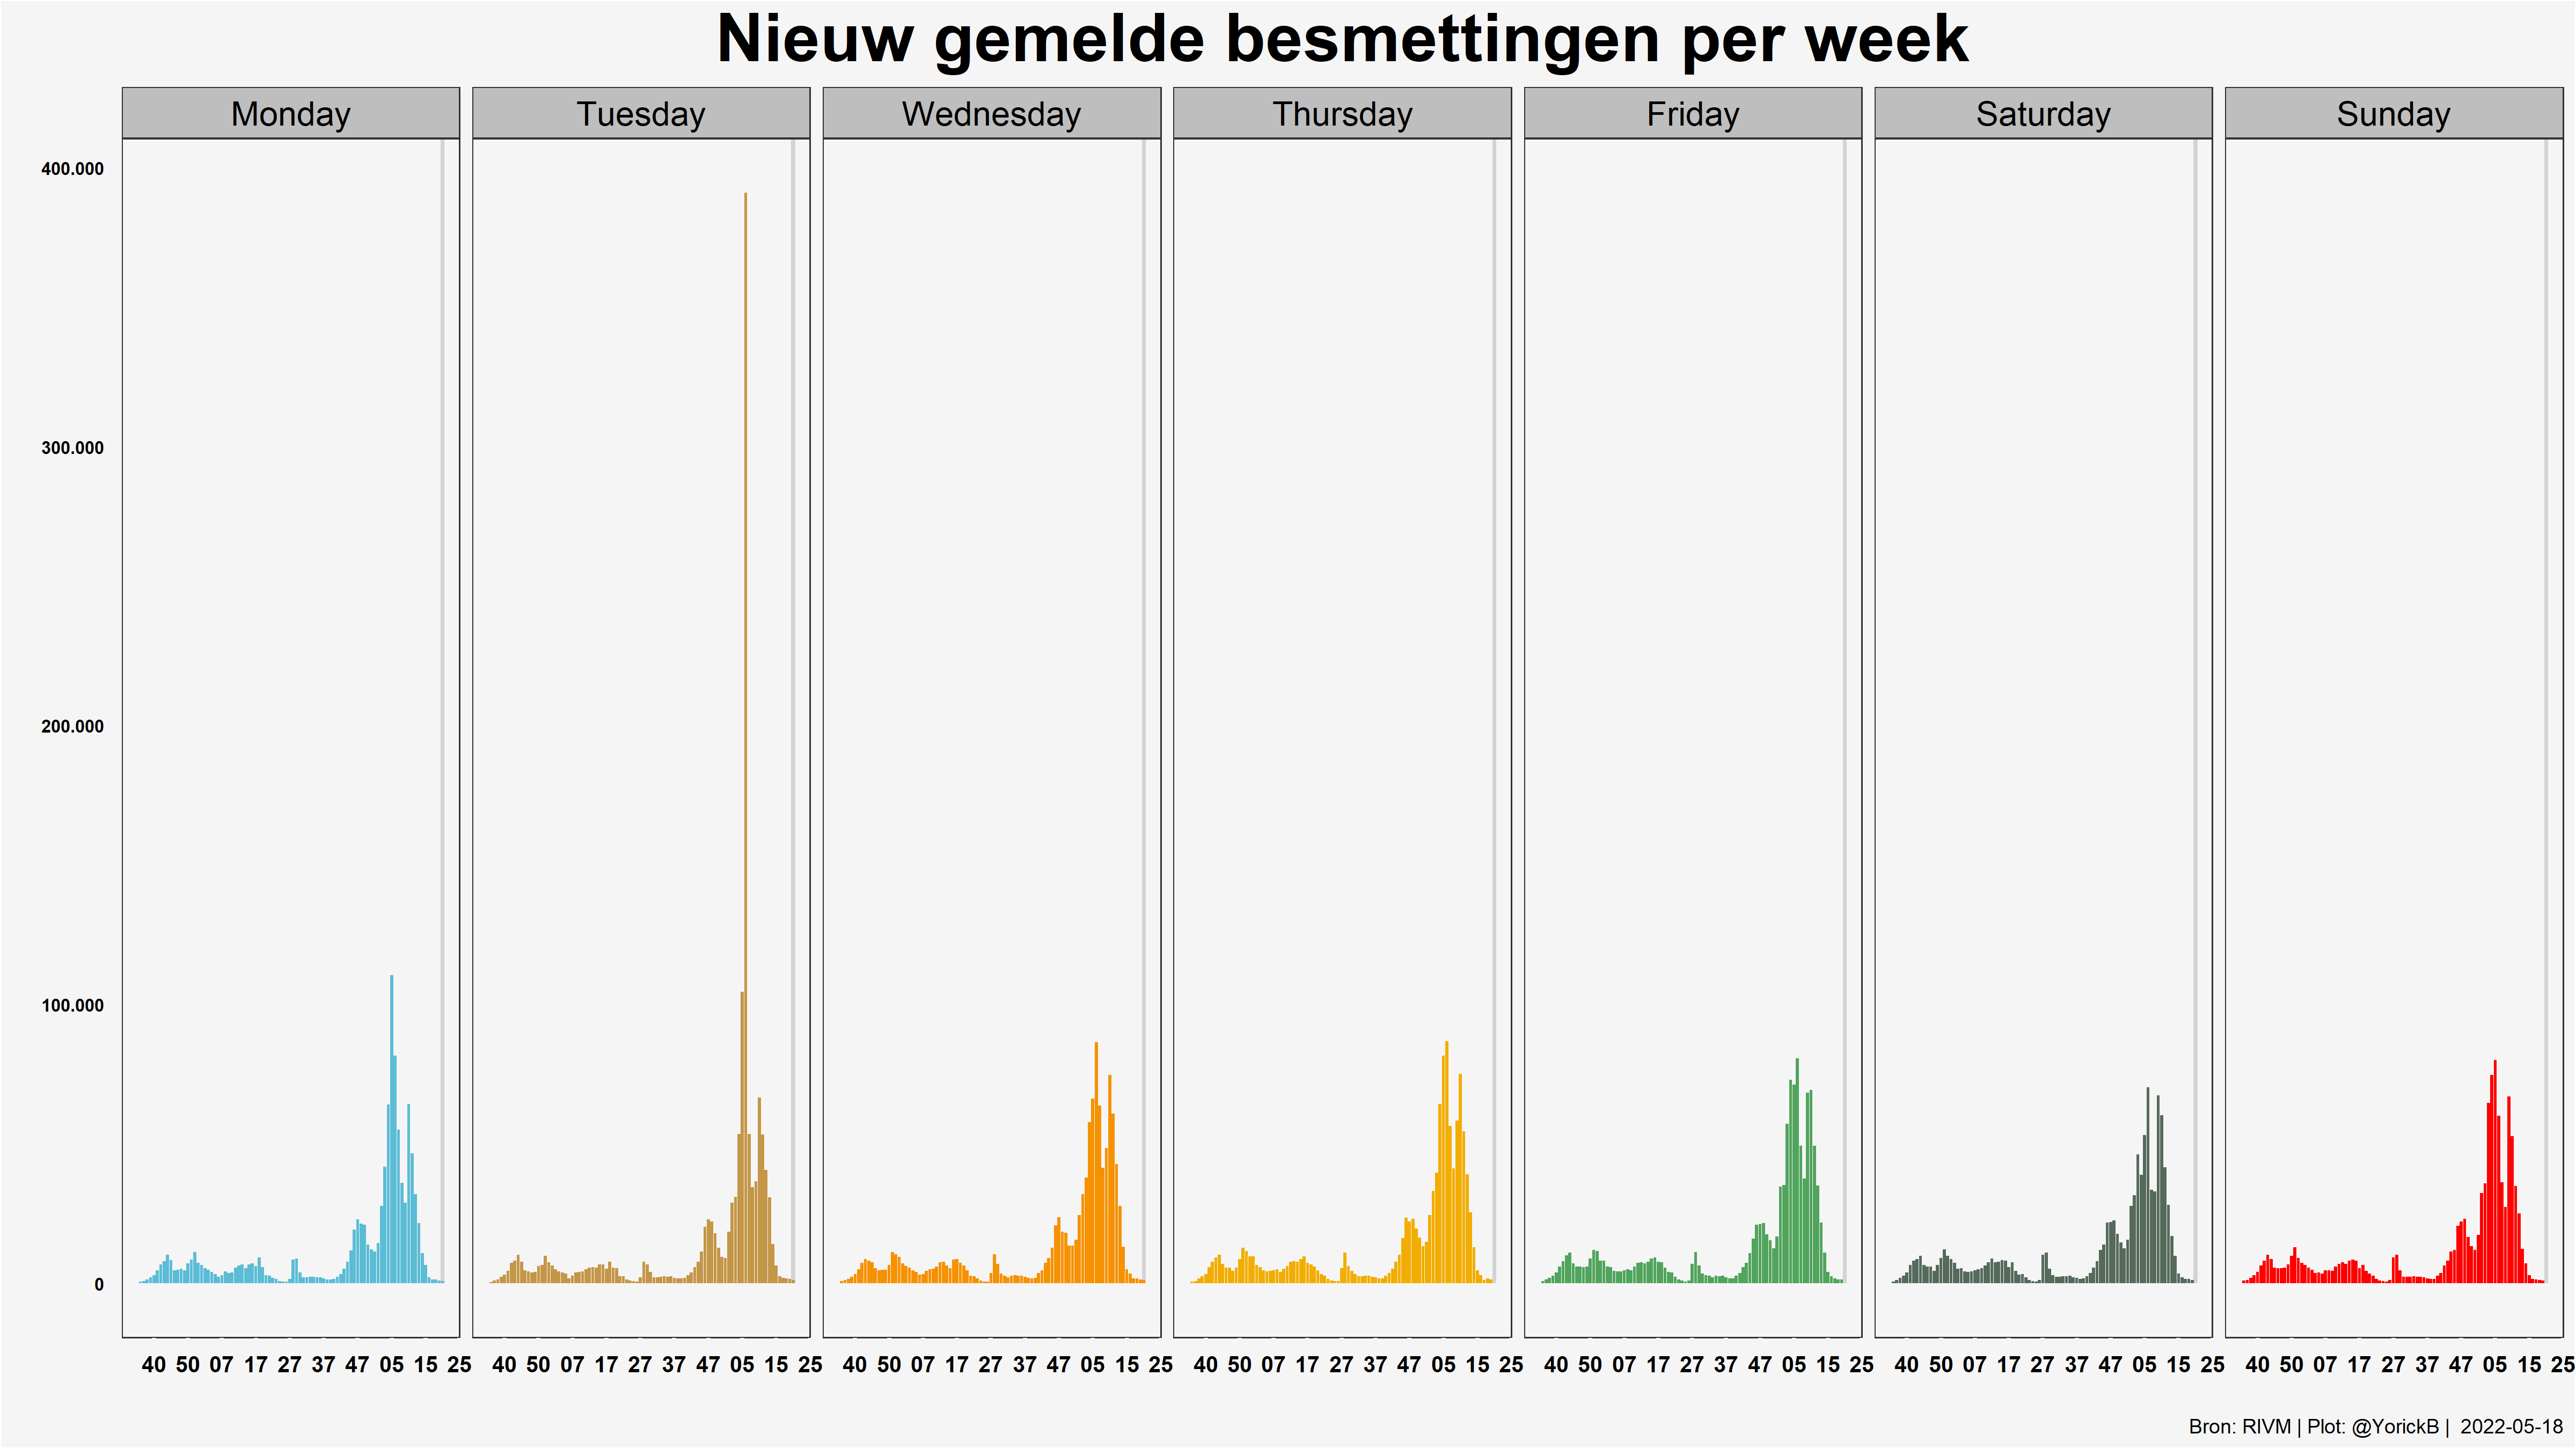 Nieuw gemelde besmettingen per week
Monday Tuesday Wednesday Thursday Friday Saturday Sunday
400.000
300.000
200.000
100.000
0
40 50 07 17 27 37 47 05 15 25 40 50 07 17 27 37 47 05 15 25 40 50 07 17 27 37 47 05 15 25 40 50 07 17 27 37 47 05 15 25 40 50 07 17 27 37 47 05 15 25 40 50 07 17 27 37 47 05 15 25 40 50 07 17 27 37 47 05 15 25
Bron: RIVM | Plot: @YorickB | 2022-05-18